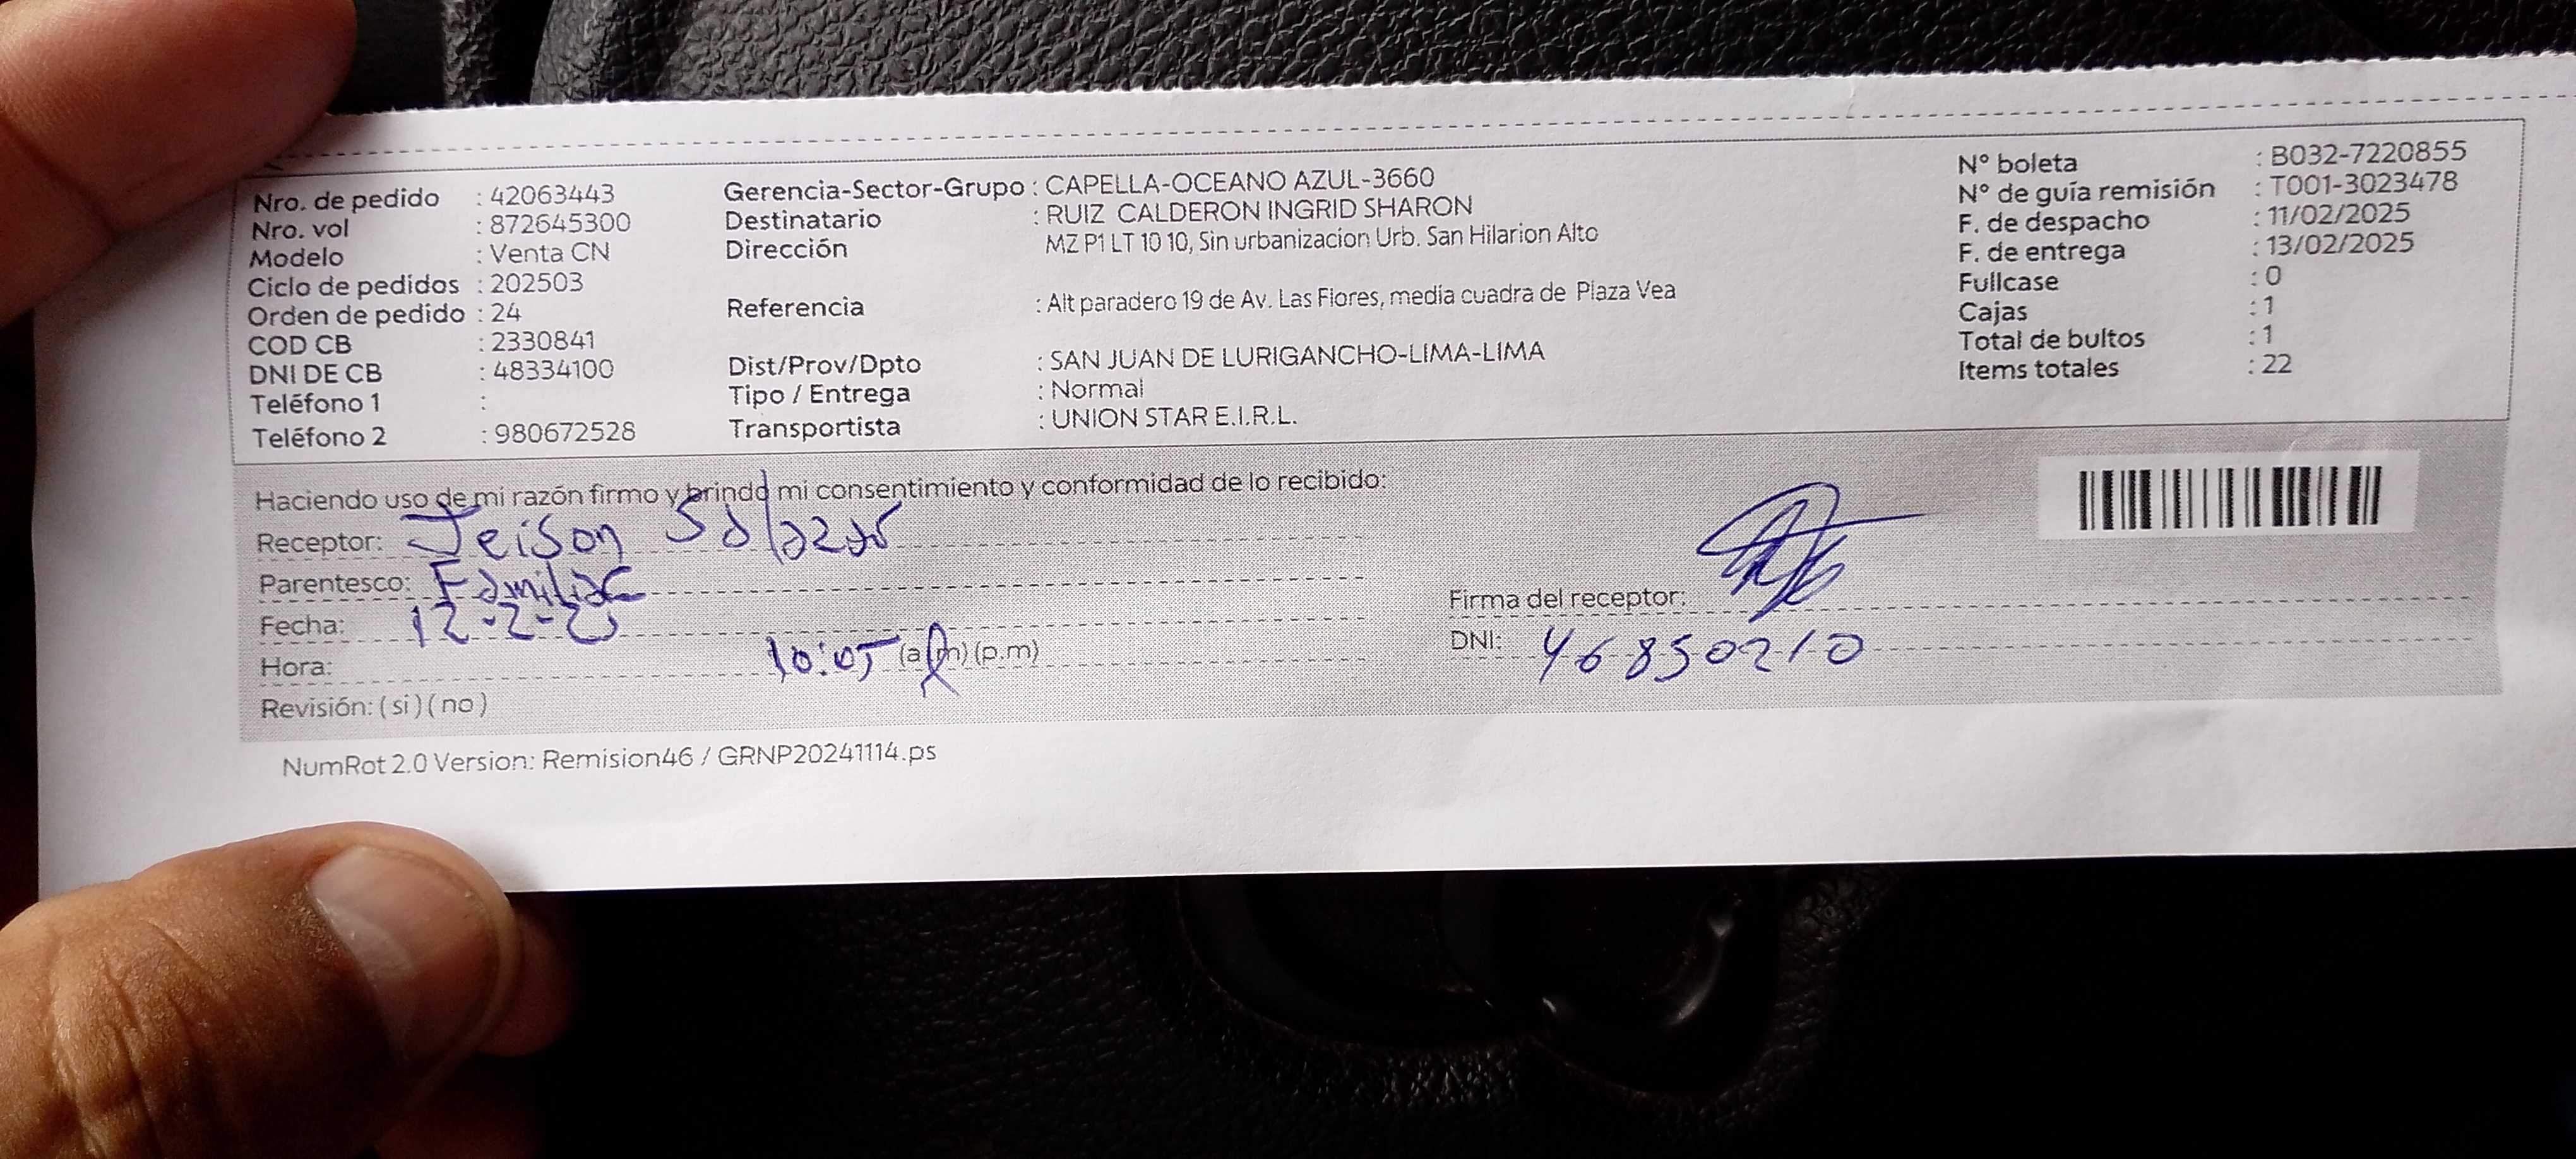 Nro. de pedido : 42063443
Nro. vol : 872645300
Modelo : Venta CN
Ciclo de pedidos : 202503
Orden de pedido : 24
COD CB : 2330841
DNI DE CB : 48334100
Teléfono 1 :
Teléfono 2 : 980672528
Gerencia-Sector-Grupo : CAPELLA-OCEANO AZUL-3660
Destinatario : RUIZ CALDERON INGRID SHARON
Dirección MZ P1 LT 10 10, Sin urbanizacion Urb. San Hilarion Alto
Referencia : Alt paradero 19 de Av. Las Flores, media cuadra de Plaza Vea
Dist/Prov/Dpto : SAN JUAN DE LURIGANCHO-LIMA-LIMA
Tipo / Entrega : Normal
Transportista : UNION STAR E.I.R.L.
N° boleta : B032-7220855
N° de guía remisión : T001-3023478
F. de despacho : 11/02/2025
F. de entrega : 13/02/2025
Fullcase : 0
Cajas : 1
Total de bultos : 1
Items totales : 22
Haciendo uso de mi razón firmo y brindo mi consentimiento y conformidad de lo recibido:
Receptor: Jeison Salazar
Parentesco: Familiar
Fecha: 12-2-25
Hora: 10:05 (a.m) (p.m)
Revisión: ( si ) ( no )
Firma del receptor:
DNI: 46850210
NumRot 2.0 Version: Remision46 / GRNP20241114.ps